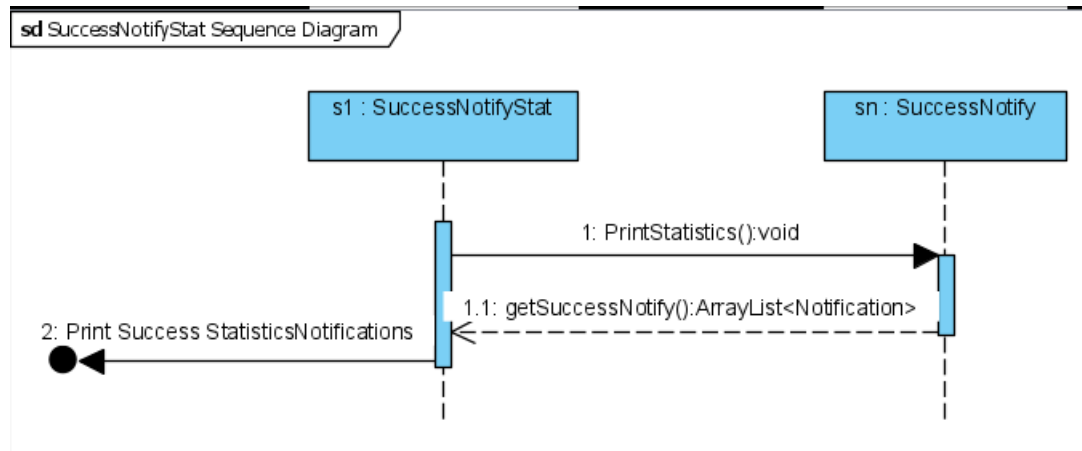 sd SuccessNotifyStat Sequence Diagram
s1 : SuccessNotifyStat
sn : SuccessNotify
1: PrintStatistics():void
1.1: getSuccessNotify():ArrayList<Notification>
2: Print Success StatisticsNotifications